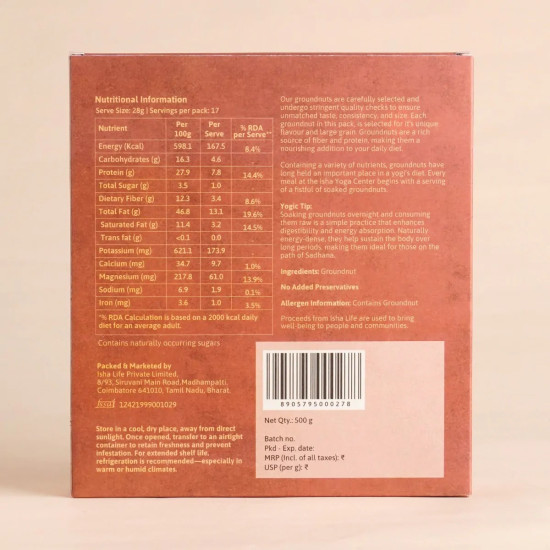 Nutritional Information
Serve Size: 28g | Servings per pack: 17
Nutrient Per 100g Per Serve % RDA per Serve**
Energy (Kcal) 598.1 167.5 8.4%
Carbohydrates (g) 16.3 4.6
Protein (g) 27.9 7.8 14.4%
Total Sugar (g) 3.5 1.0
Dietary Fiber (g) 12.3 3.4 8.6%
Total Fat (g) 46.8 13.1 19.6%
Saturated Fat (g) 11.4 3.2 14.5%
Trans fat (g) <0.1 0.0
Potassium (mg) 621.1 173.9
Calcium (mg) 34.7 9.7 1.0%
Magnesium (mg) 217.8 61.0 13.9%
Sodium (mg) 6.9 1.9 0.1%
Iron (mg) 3.6 1.0 3.5%
*% RDA Calculation is based on a 2000 kcal daily
diet for an average adult.
Contains naturally occurring sugars
Packed & Marketed by
Isha Life Private Limited,
8/93, Siruvani Main Road, Madhampatti,
Coimbatore 641010, Tamil Nadu, Bharat.
fssai 12421999001029
Store in a cool, dry place, away from direct
sunlight. Once opened, transfer to an airtight
container to retain freshness and prevent
infestation. For extended shelf life,
refrigeration is recommended—especially in
warm or humid climates.
Our groundnuts are carefully selected and
undergo stringent quality checks to ensure
unmatched taste, consistency, and size. Each
groundnut in this pack, is selected for it's unique
flavour and large grain. Groundnuts are a rich
source of fiber and protein, making them a
nourishing addition to your daily diet.
Containing a variety of nutrients, groundnuts have
long held an important place in a yogi's diet. Every
meal at the Isha Yoga Center begins with a serving
of a fistful of soaked groundnuts.
Yogic Tip:
Soaking groundnuts overnight and consuming
them raw is a simple practice that enhances
digestibility and energy absorption. Naturally
energy-dense, they help sustain the body over
long periods, making them ideal for those on the
path of Sadhana.
Ingredients: Groundnut
No Added Preservatives
Allergen Information: Contains Groundnut
Proceeds from Isha Life are used to bring
well-being to people and communities.
8905795000278
Net Qty.: 500 g
Batch no.
Pkd - Exp. date:
MRP (Incl. of all taxes): ₹
USP (per g): ₹